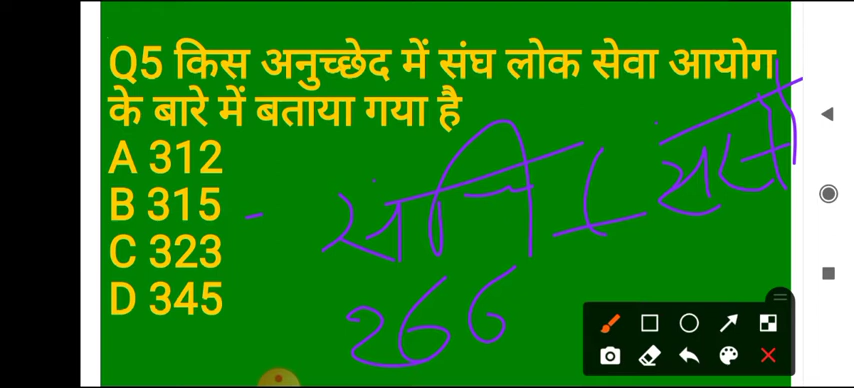 Q5 किस अनुच्छेद में संघ लोक सेवा आयोग
के बारे में बताया गया है
A 312
B 315
C 323
D 345
266